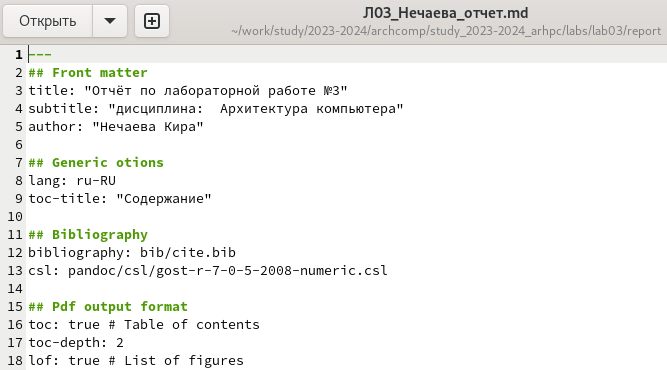 Открыть
Л03_Нечаева_отчет.md
~/work/study/2023-2024/archcomp/study_2023-2024_arhpc/labs/lab03/report
1 ---
2 ## Front matter
3 title: "Отчёт по лабораторной работе №3"
4 subtitle: "дисциплина:  Архитектура компьютера"
5 author: "Нечаева Кира"
6
7 ## Generic otions
8 lang: ru-RU
9 toc-title: "Содержание"
10
11 ## Bibliography
12 bibliography: bib/cite.bib
13 csl: pandoc/csl/gost-r-7-0-5-2008-numeric.csl
14
15 ## Pdf output format
16 toc: true # Table of contents
17 toc-depth: 2
18 lof: true # List of figures